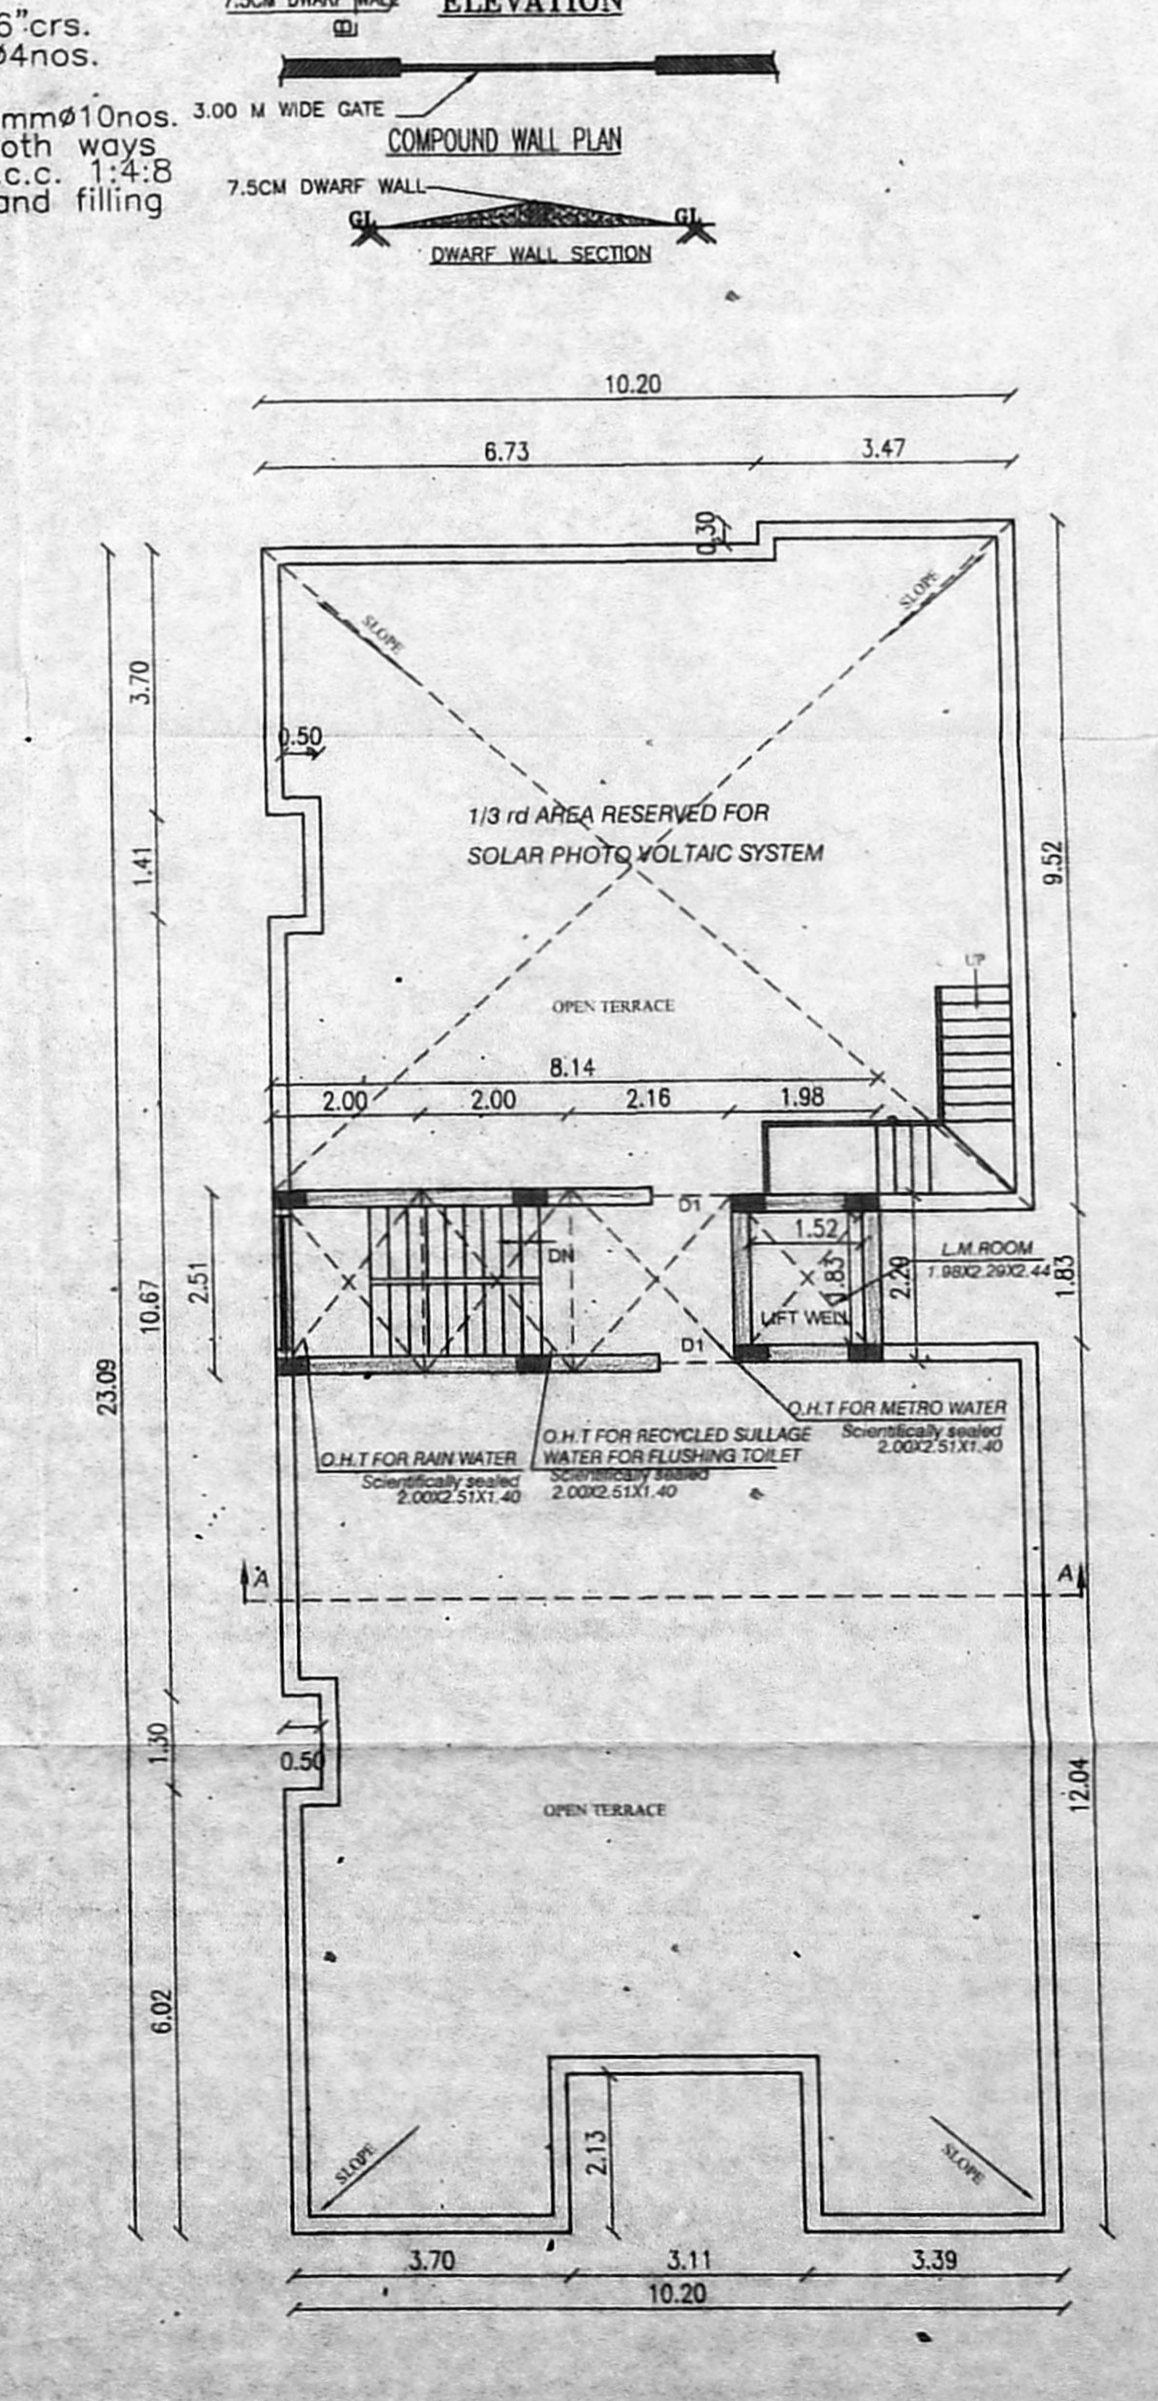 6"crs.
ø4nos.
mmø10nos.
oth ways
.c.c. 1:4:8
and filling
7.5CM DWARF WALL
ELEVATION
B
3.00 M WIDE GATE
COMPOUND WALL PLAN
7.5CM DWARF WALL
GL
GL
DWARF WALL SECTION
10.20
6.73
3.47
0.30
SLOPE
SLOPE
3.70
0.50
1/3 rd AREA RESERVED FOR
SOLAR PHOTO VOLTAIC SYSTEM
1.41
9.52
UP
OPEN TERRACE
8.14
2.00
2.00
2.16
1.98
D1
1.52
DN
1.83
2.29
L.M.ROOM
1.98X2.29X2.44
1.83
2.51
10.67
LIFT WELL
D1
23.09
O.H.T FOR METRO WATER
Scientifically sealed
2.00X2.51X1.40
O.H.T FOR RECYCLED SULLAGE
WATER FOR FLUSHING TOILET
Scientifically sealed
2.00X2.51X1.40
O.H.T FOR RAIN WATER
Scientifically sealed
2.00X2.51X1.40
A
A
1.30
0.50
12.04
OPEN TERRACE
6.02
2.13
SLOPE
SLOPE
3.70
3.11
3.39
10.20